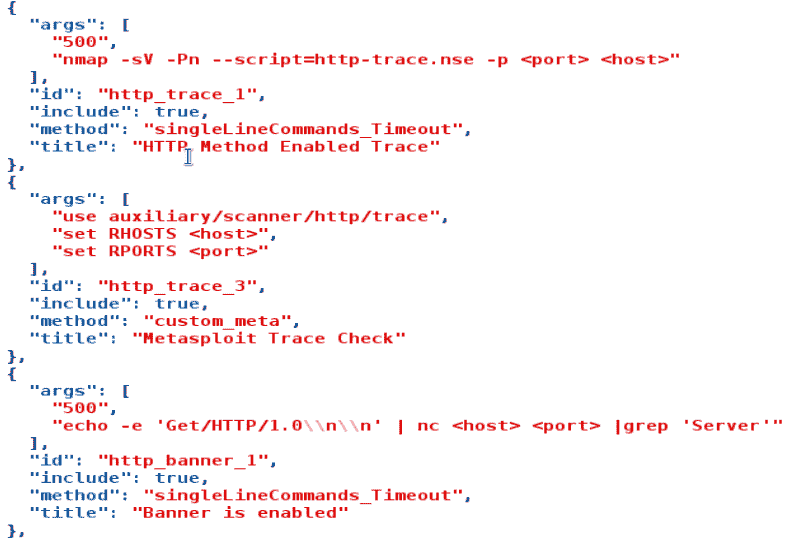 {
"args": [
"500",
"nmap -sV -Pn --script=http-trace.nse -p <port> <host>"
],
"id": "http_trace_1",
"include": true,
"method": "singleLineCommands_Timeout",
"title": "HTTP Method Enabled Trace"
},
{
"args": [
"use auxiliary/scanner/http/trace",
"set RHOSTS <host>",
"set RPORTS <port>"
],
"id": "http_trace_3",
"include": true,
"method": "custom_meta",
"title": "Metasploit Trace Check"
},
{
"args": [
"500",
"echo -e 'Get/HTTP/1.0\\n\\n' | nc <host> <port> |grep 'Server'"
],
"id": "http_banner_1",
"include": true,
"method": "singleLineCommands_Timeout",
"title": "Banner is enabled"
},